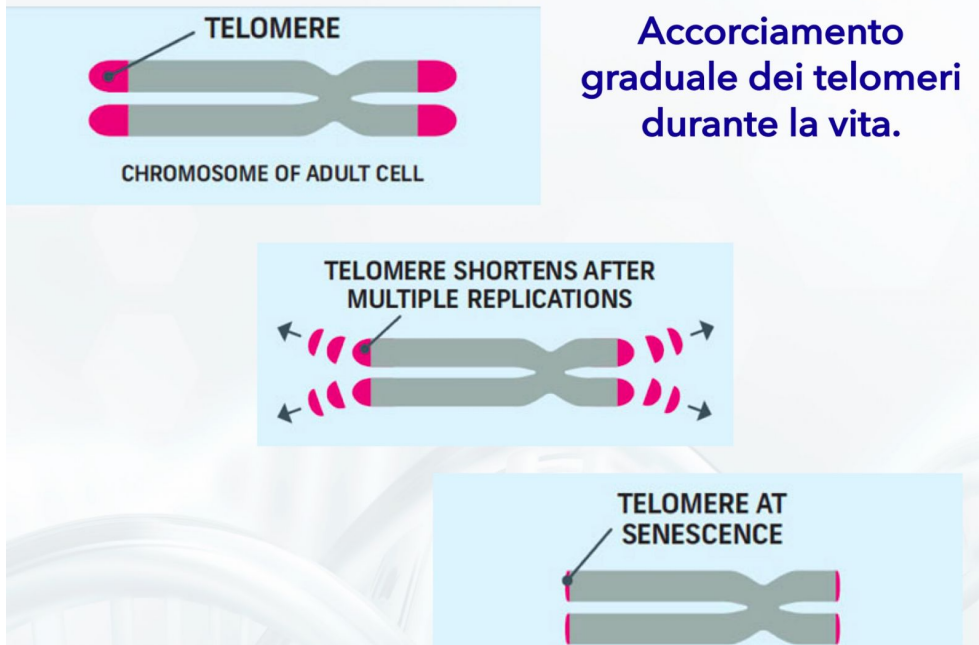 TELOMERE
CHROMOSOME OF ADULT CELL
Accorciamento
graduale dei telomeri
durante la vita.
TELOMERE SHORTENS AFTER
MULTIPLE REPLICATIONS
TELOMERE AT
SENESCENCE